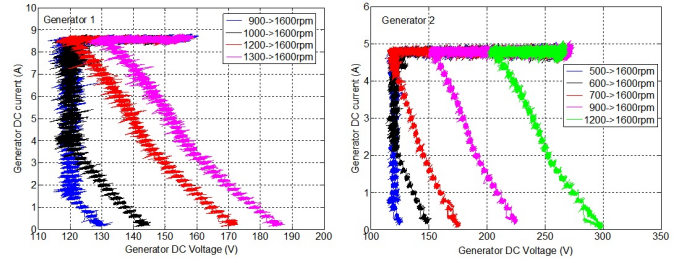 Generator 1
900->1600rpm
1000->1600rpm
1200->1600rpm
1300->1600rpm
Generator DC current (A)
10
9
8
7
6
5
4
3
2
1
0
110 120 130 140 150 160 170 180 190 200
Generator DC Voltage (V)
Generator 2
500->1600rpm
600->1600rpm
700->1600rpm
900->1600rpm
1200->1600rpm
Generator DC current (A)
6
5
4
3
2
1
0
100 150 200 250 300 350
Generator DC Voltage (V)